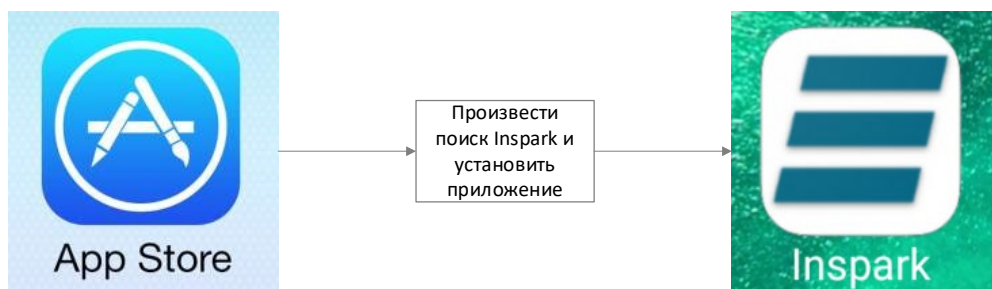 App Store
Произвести
поиск Inspark и
установить
приложение
Inspark